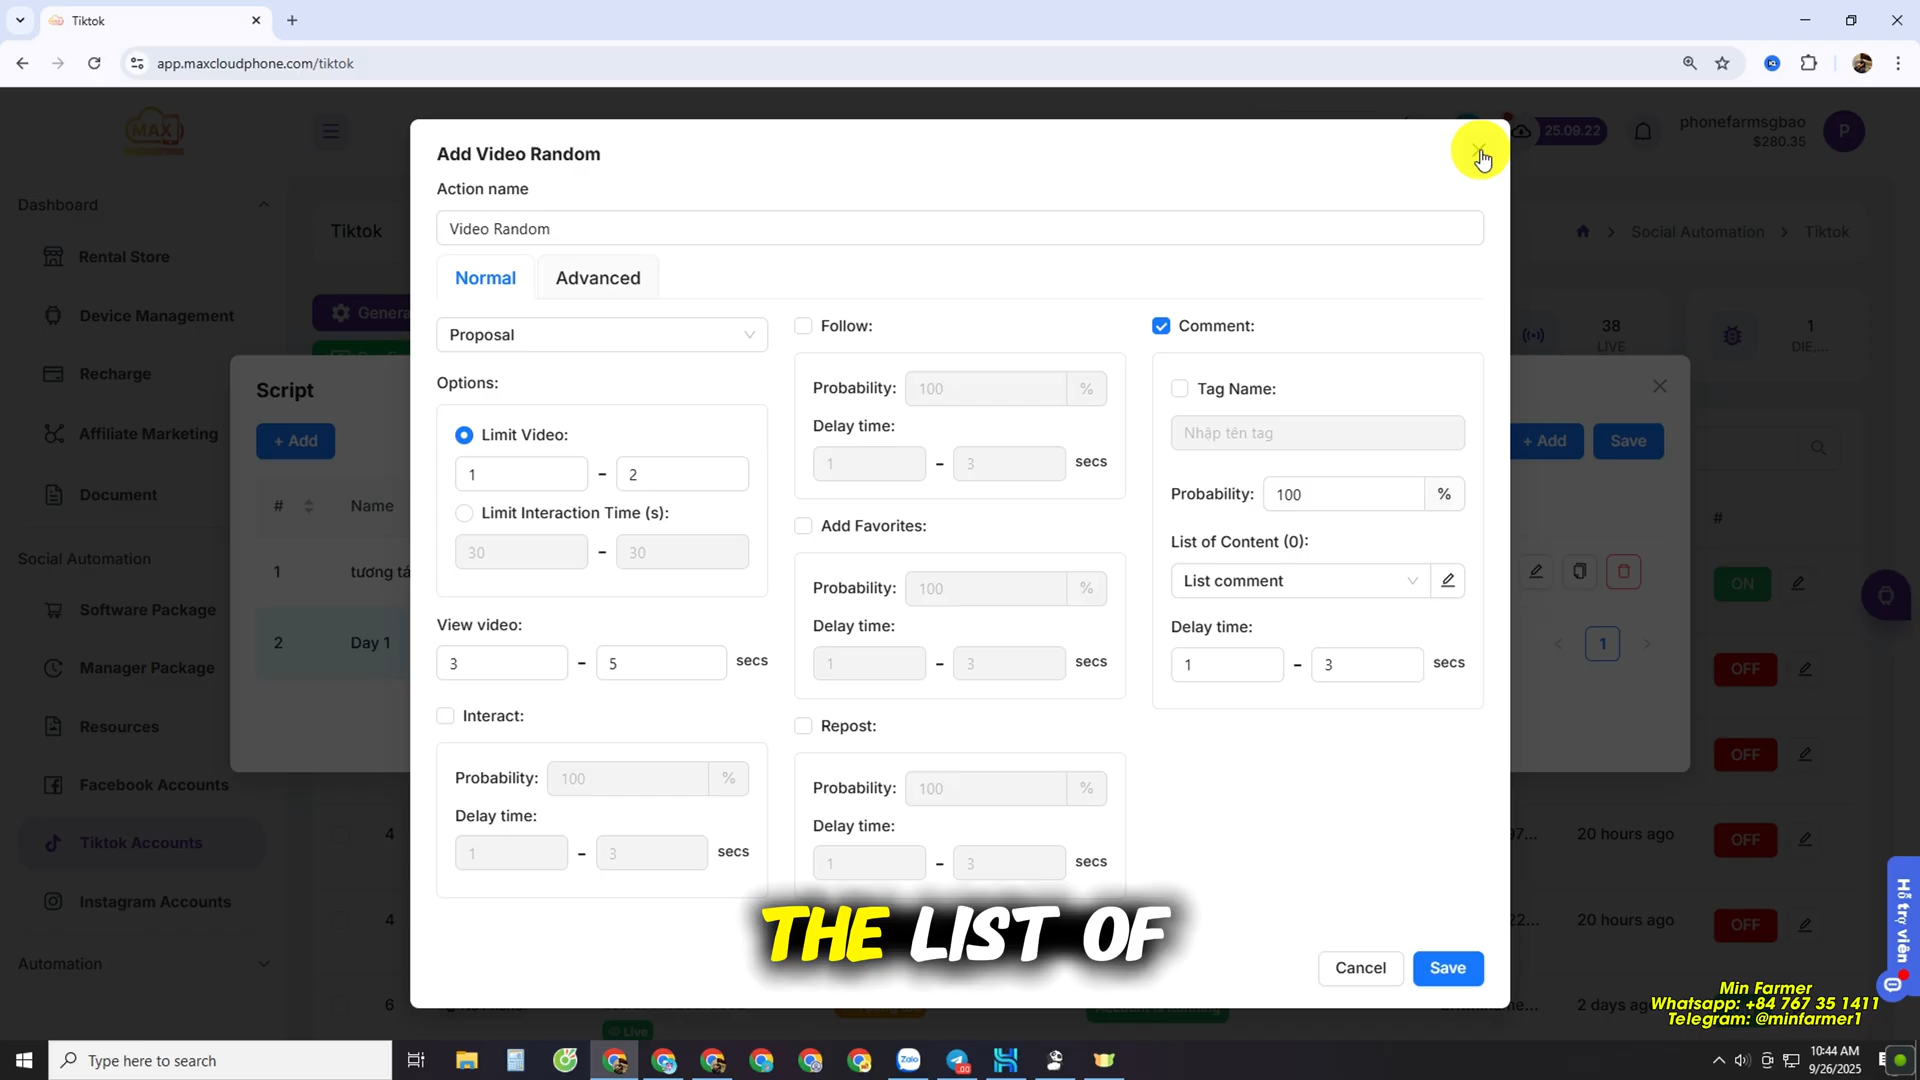 Tiktok
app.maxcloudphone.com/tiktok
MAX
25.09.22
phonefarmsgbao
$280.35
P
Dashboard
Rental Store
Device Management
Recharge
Affiliate Marketing
Document
Social Automation
Software Package
Manager Package
Resources
Facebook Accounts
Tiktok Accounts
Instagram Accounts
Automation
Tiktok
Social Automation
Tiktok
Genera
38
LIVE
1
DIE,...
Script
+ Add
# Name
1 tương tá
2 Day 1
+ Add
Save
#
ON
1
OFF
OFF
4 20 hours ago OFF
4 20 hours ago OFF
6 2 days ago
Live
Add Video Random
Action name
Video Random
Normal
Advanced
Proposal
Options:
Limit Video:
1 - 2
Limit Interaction Time (s):
30 - 30
View video:
3 - 5 secs
Interact:
Probability: 100 %
Delay time:
1 - 3 secs
Follow:
Probability: 100 %
Delay time:
1 - 3 secs
Add Favorites:
Probability: 100 %
Delay time:
1 - 3 secs
Repost:
Probability: 100 %
Delay time:
1 - 3 secs
Comment:
Tag Name:
Nhập tên tag
Probability: 100 %
List of Content (0):
List comment
Delay time:
1 - 3 secs
Cancel
Save
THE LIST OF
Hỗ trợ viên
Min Farmer
Whatsapp: +84 767 35 1411
Telegram: @minfarmer1
Type here to search
Zalo
10:44 AM
9/26/2025